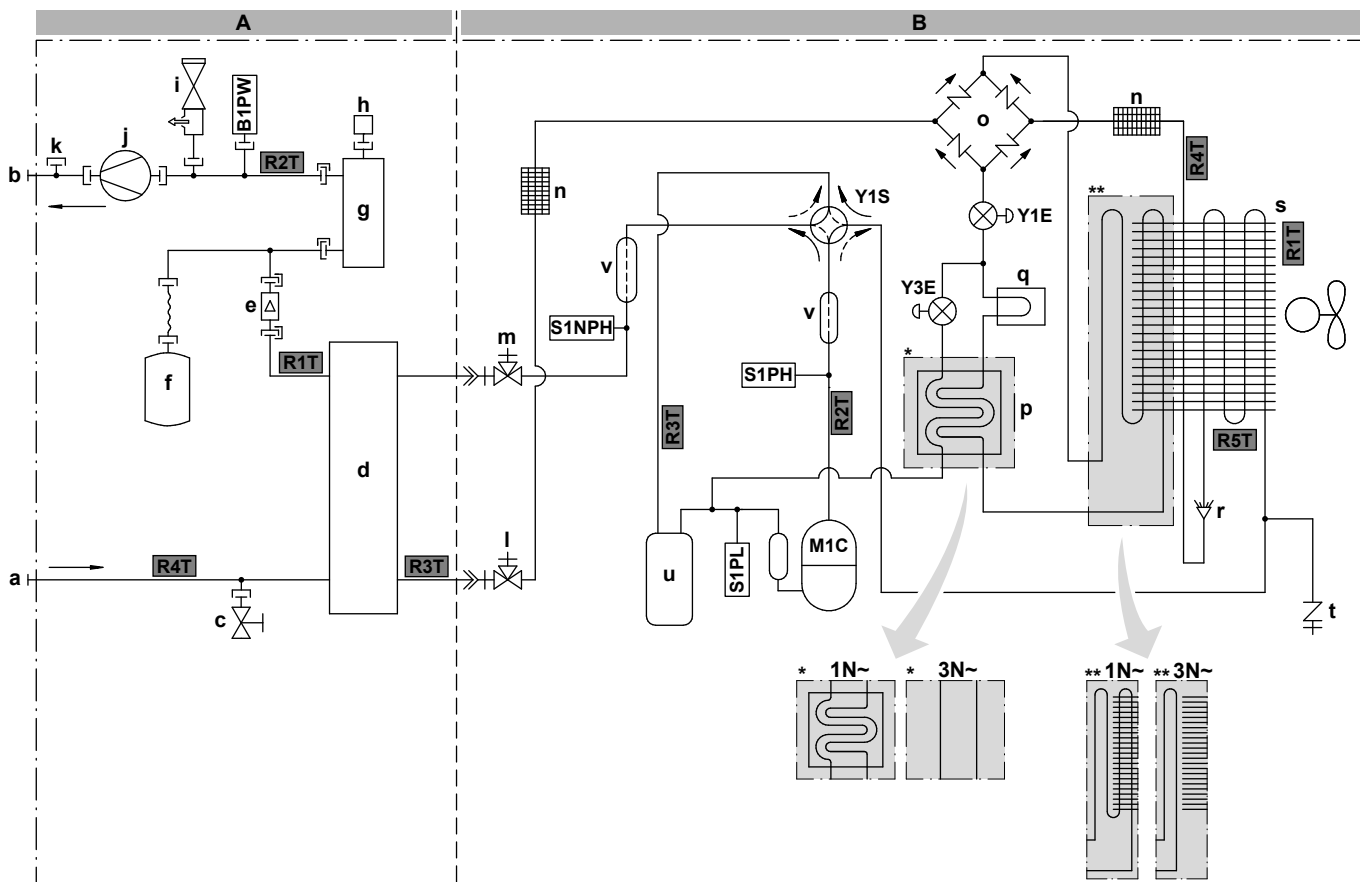 A
B
i
B1PW
h
k
j
R2T
b
g
n
o
n
R4T
Y1S
Y1E
**
s
R1T
v
Y3E
q
e
v
S1NPH
m
*
R1T
f
S1PH
R3T
R2T
p
R5T
d
r
l
M1C
R4T
R3T
u
S1PL
a
c
t
* 1N~
* 3N~
** 1N~
** 3N~